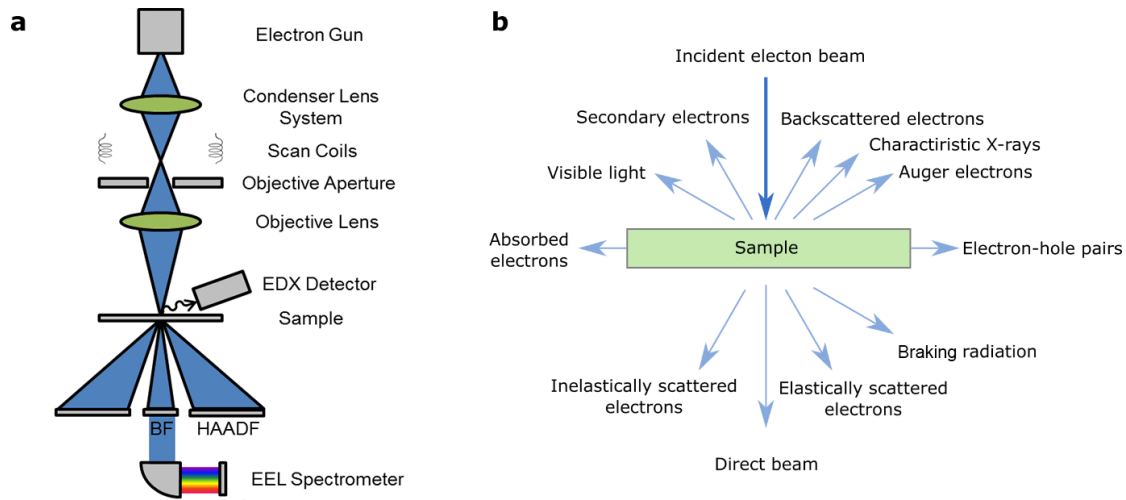 a
Electron Gun
Condenser Lens
System
Scan Coils
Objective Aperture
Objective Lens
EDX Detector
Sample
BF
HAADF
EEL Spectrometer
b
Incident electon beam
Secondary electrons
Backscattered electrons
Charactiristic X-rays
Visible light
Auger electrons
Absorbed
electrons
Sample
Electron-hole pairs
Braking radiation
Inelastically scattered
electrons
Elastically scattered
electrons
Direct beam